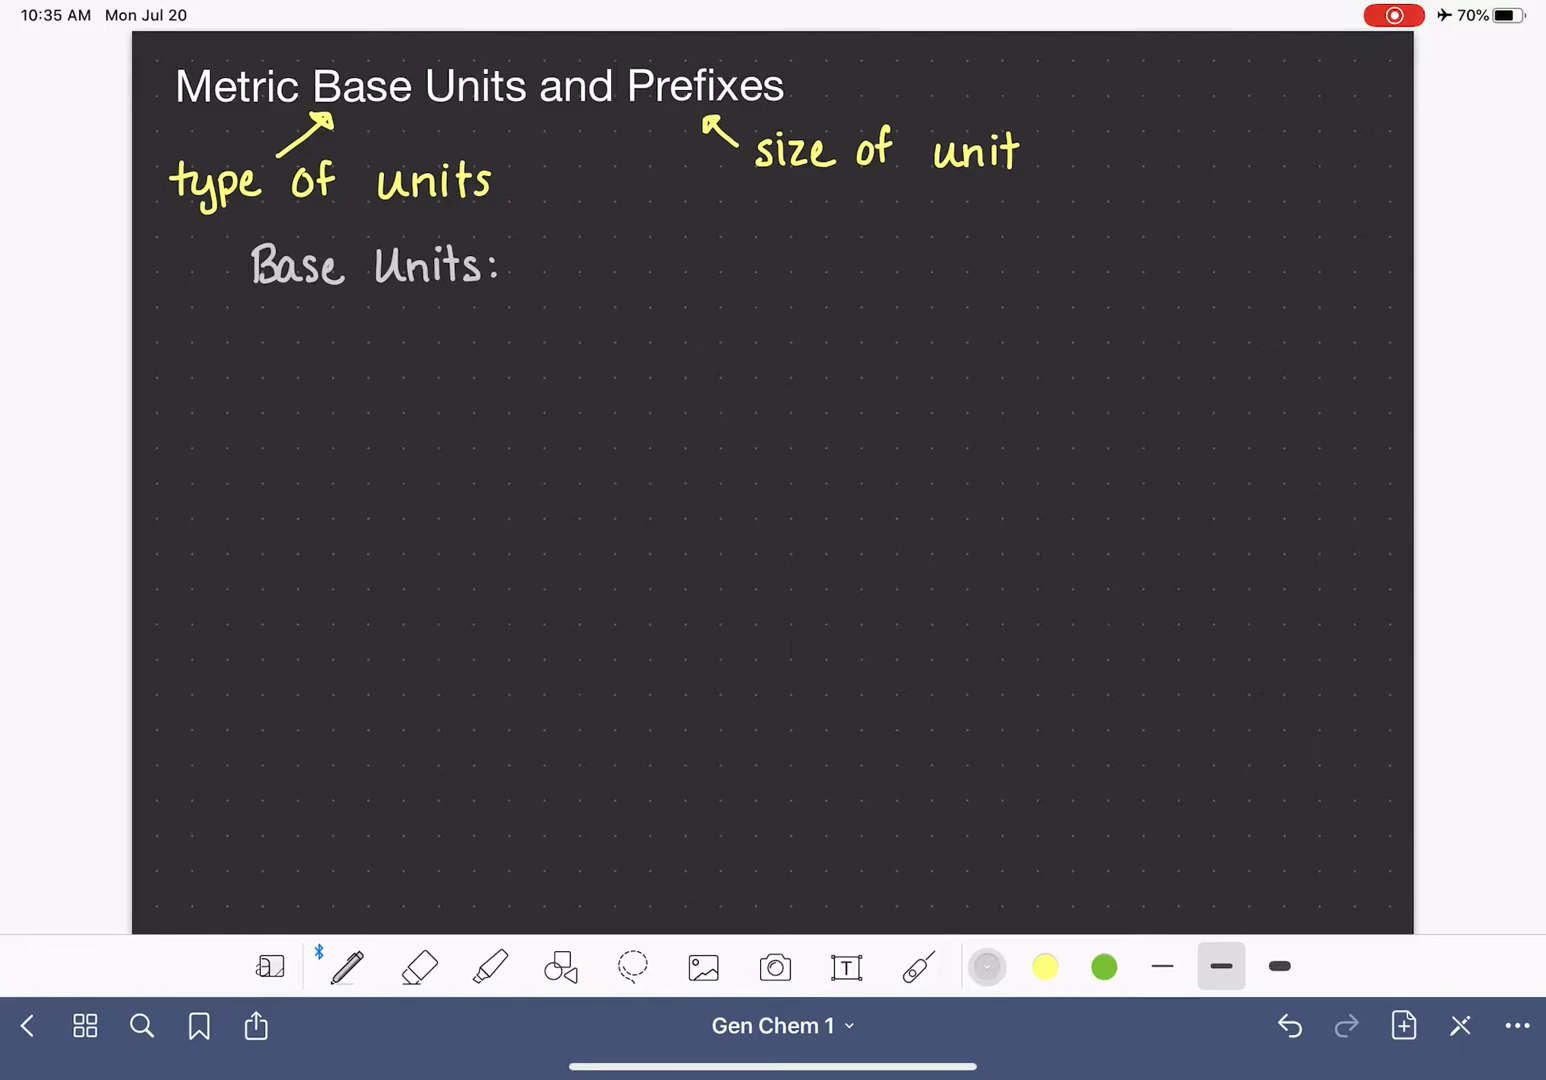 10:35 AM Mon Jul 20
70%
Metric Base Units and Prefixes
size of unit
type of units
Base Units:
T
Gen Chem 1